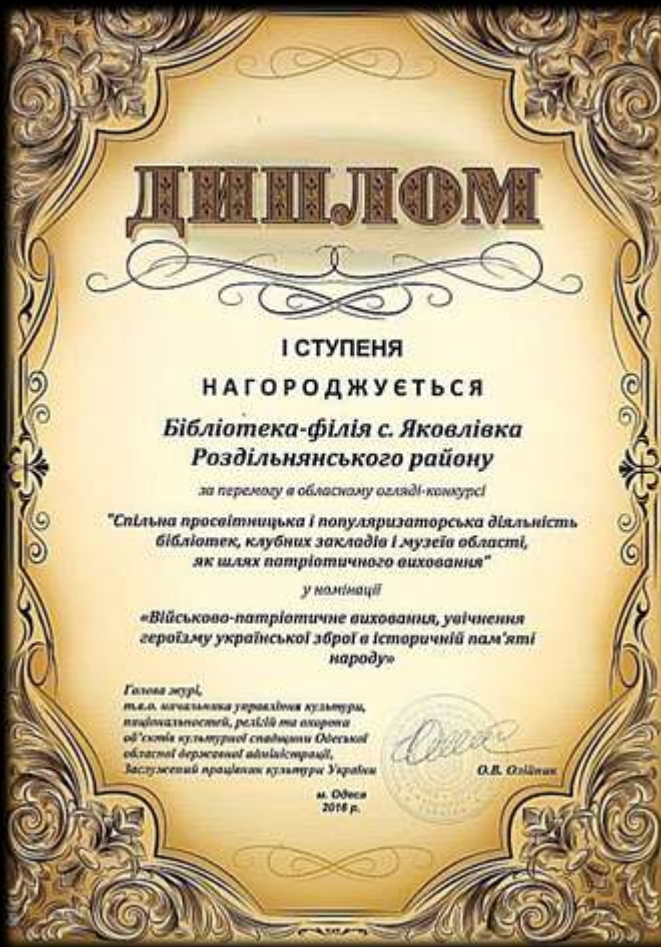 ДИПЛОМ
І СТУПЕНЯ
НАГОРОДЖУЄТЬСЯ
Бібліотека-філія с. Яковлівка
Роздільнянського району
за перемогу в обласному огляді-конкурсі
"Спільна просвітницька і популяризаторська діяльність
бібліотек, клубних закладів і музеїв області,
як шлях патріотичного виховання"
у номінації
«Військово-патріотичне виховання, увічнення
героїзму української зброї в історичній пам'яті
народу»
Голова журі,
т.в.о. начальника управління культури,
національностей, релігій та охорони
об'єктів культурної спадщини Одеської
обласної державної адміністрації,
Заслужений працівник культури України
О.В. Олійник
м. Одеса
2016 р.